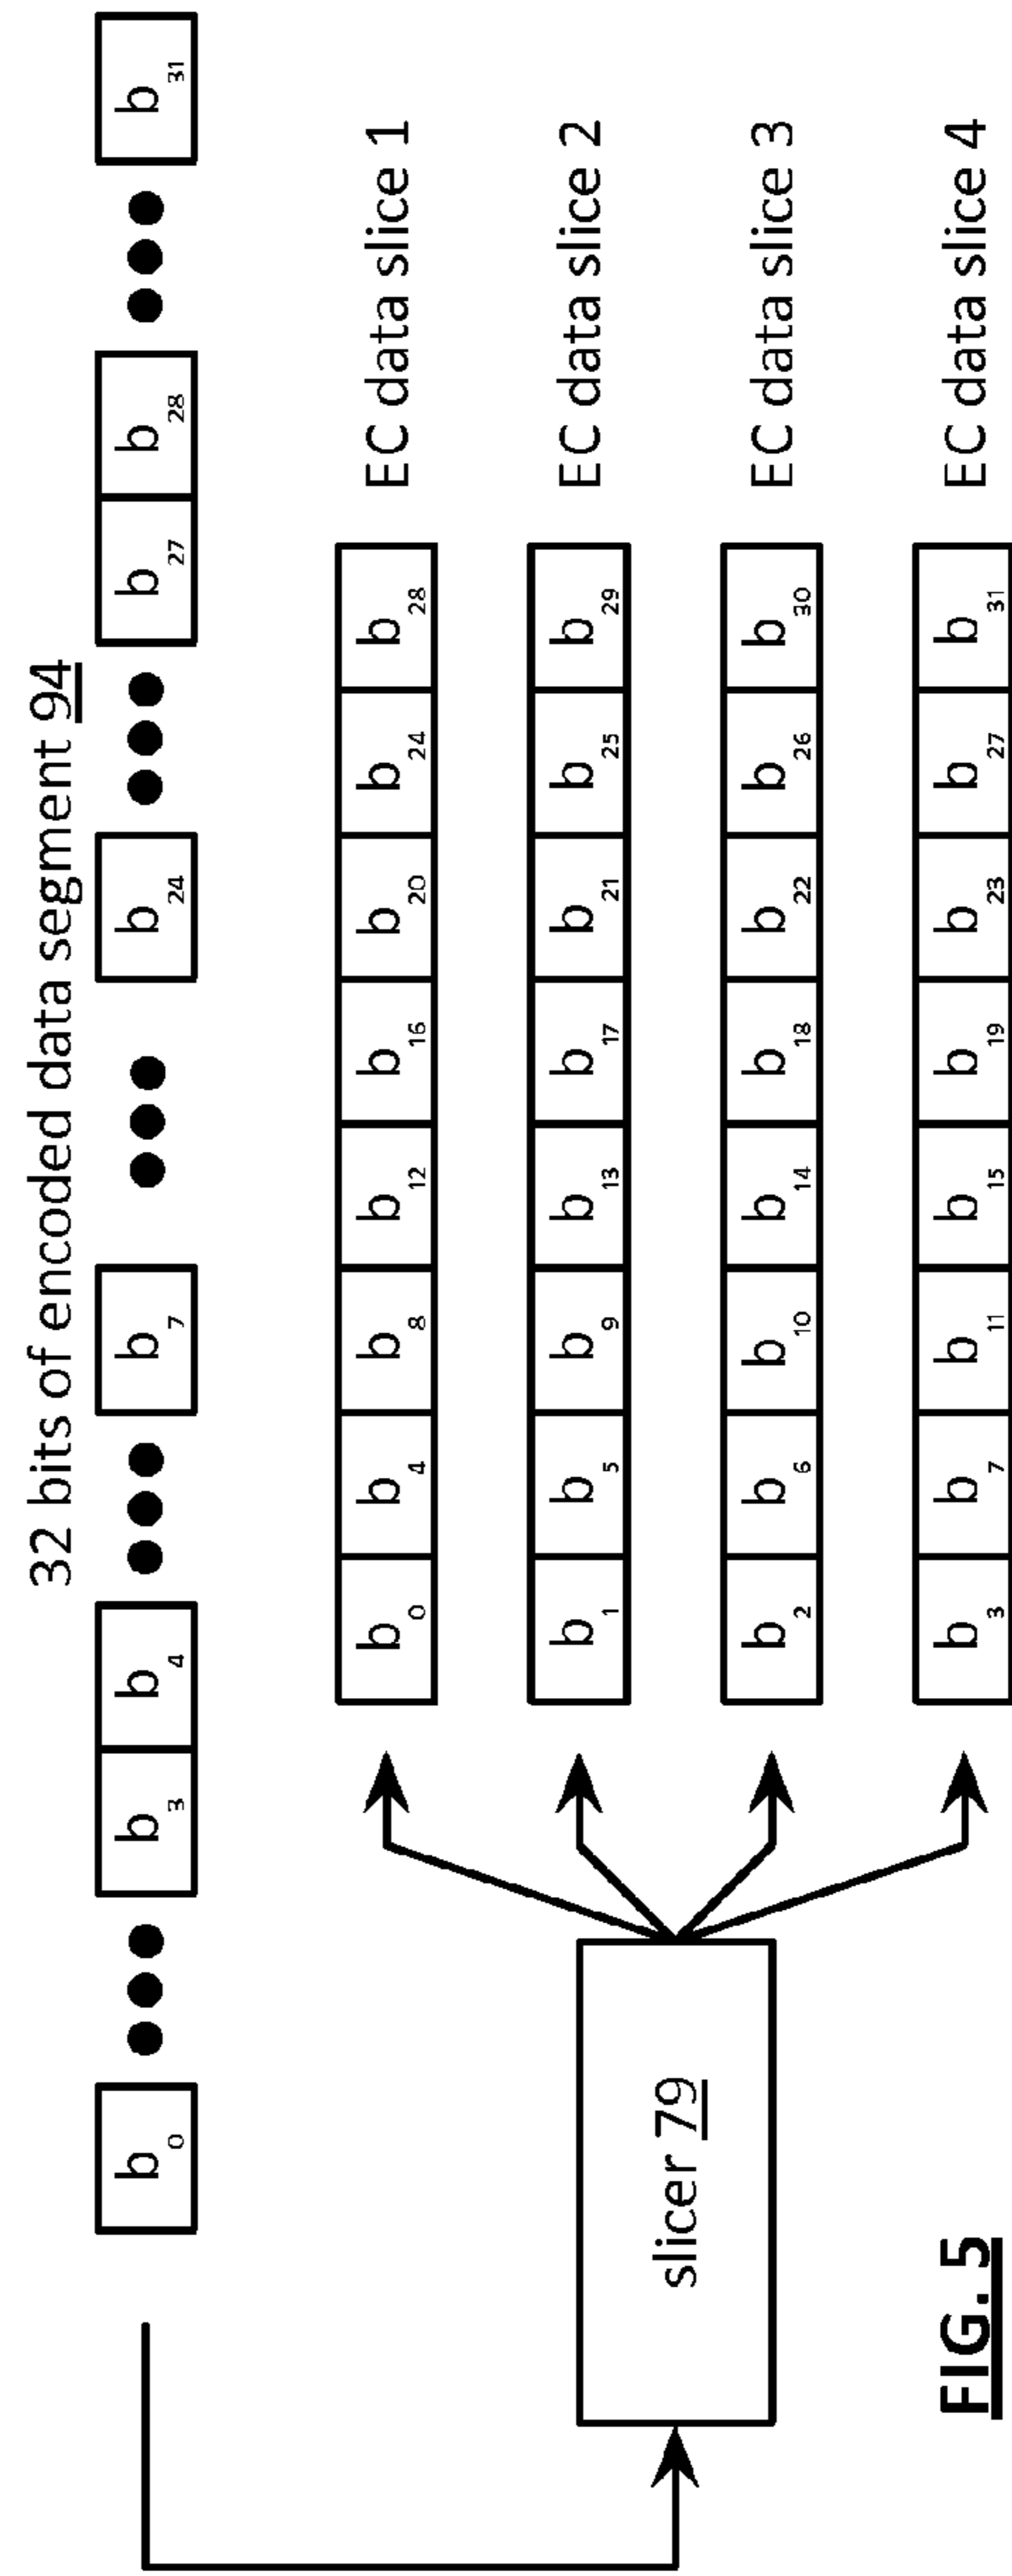 32 bits of encoded data segment 94
b0 b3 b4 b7 b24 b27 b28 b31
b0 b4 b8 b12 b16 b20 b24 b28 EC data slice 1
b1 b5 b9 b13 b17 b21 b25 b29 EC data slice 2
slicer 79
b2 b6 b10 b14 b18 b22 b26 b30 EC data slice 3
b3 b7 b11 b15 b19 b23 b27 b31 EC data slice 4
FIG. 5